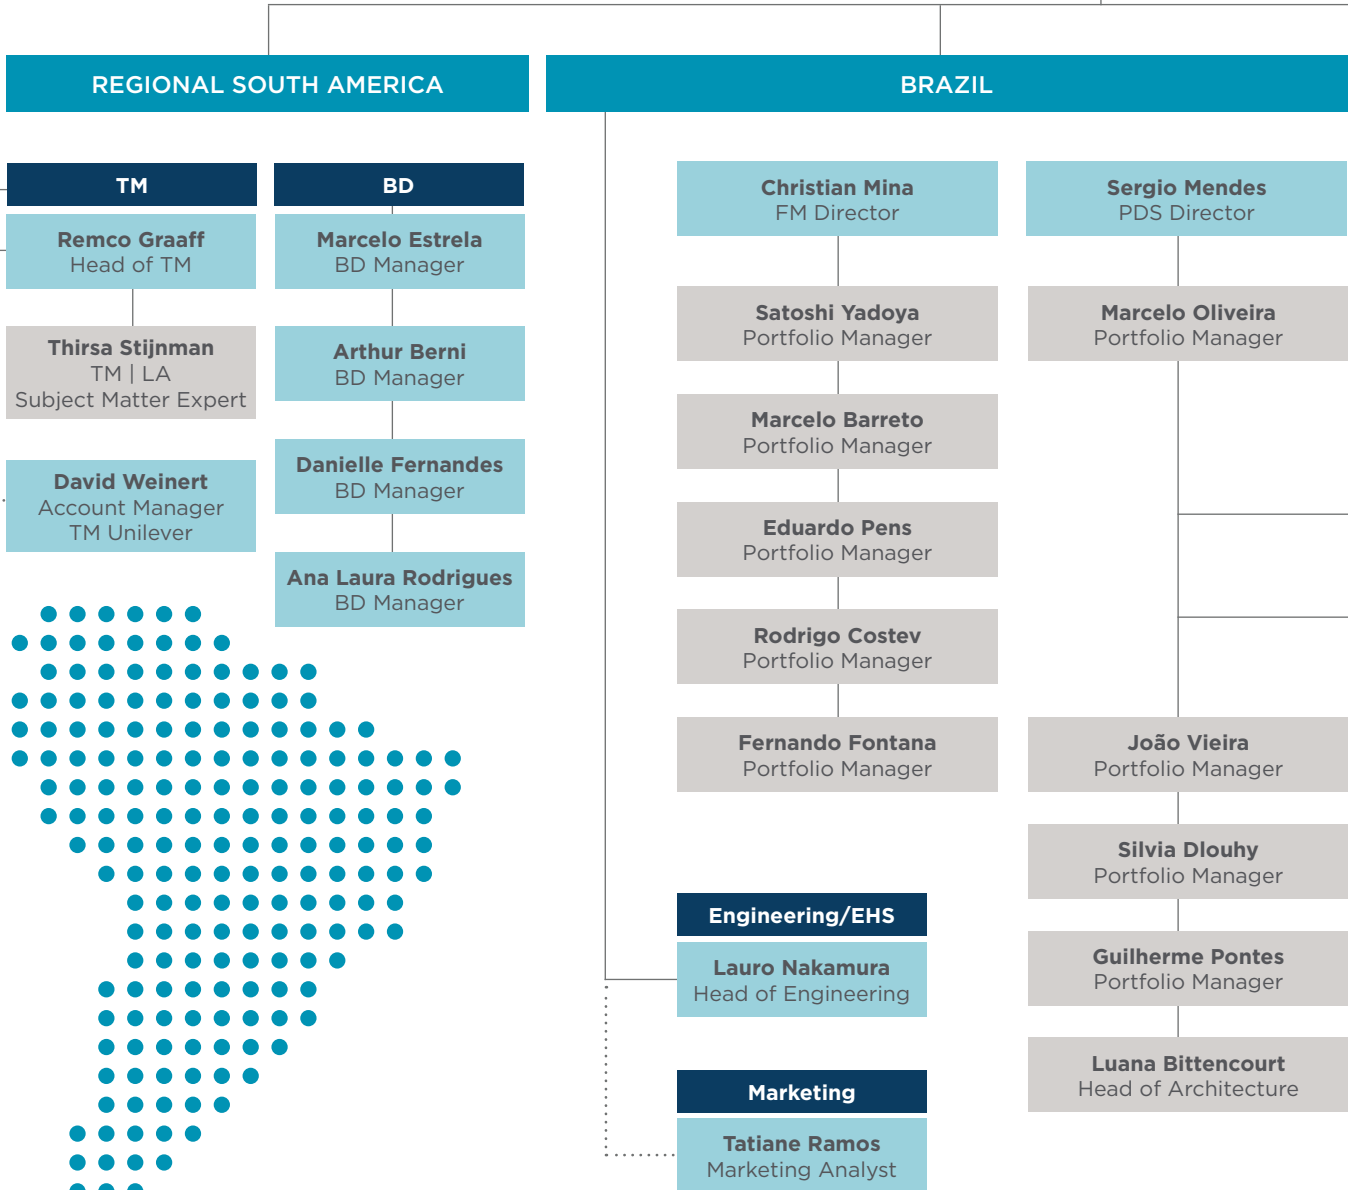 REGIONAL SOUTH AMERICA
TM
Remco Graaff
Head of TM
Thirsa Stijnman
TM | LA
Subject Matter Expert
David Weinert
Account Manager
TM Unilever
BD
Marcelo Estrela
BD Manager
Arthur Berni
BD Manager
Danielle Fernandes
BD Manager
Ana Laura Rodrigues
BD Manager
BRAZIL
Christian Mina
FM Director
Satoshi Yadoya
Portfolio Manager
Marcelo Barreto
Portfolio Manager
Eduardo Pens
Portfolio Manager
Rodrigo Costev
Portfolio Manager
Fernando Fontana
Portfolio Manager
Engineering/EHS
Lauro Nakamura
Head of Engineering
Marketing
Tatiane Ramos
Marketing Analyst
Sergio Mendes
PDS Director
Marcelo Oliveira
Portfolio Manager
João Vieira
Portfolio Manager
Silvia Dlouhy
Portfolio Manager
Guilherme Pontes
Portfolio Manager
Luana Bittencourt
Head of Architecture